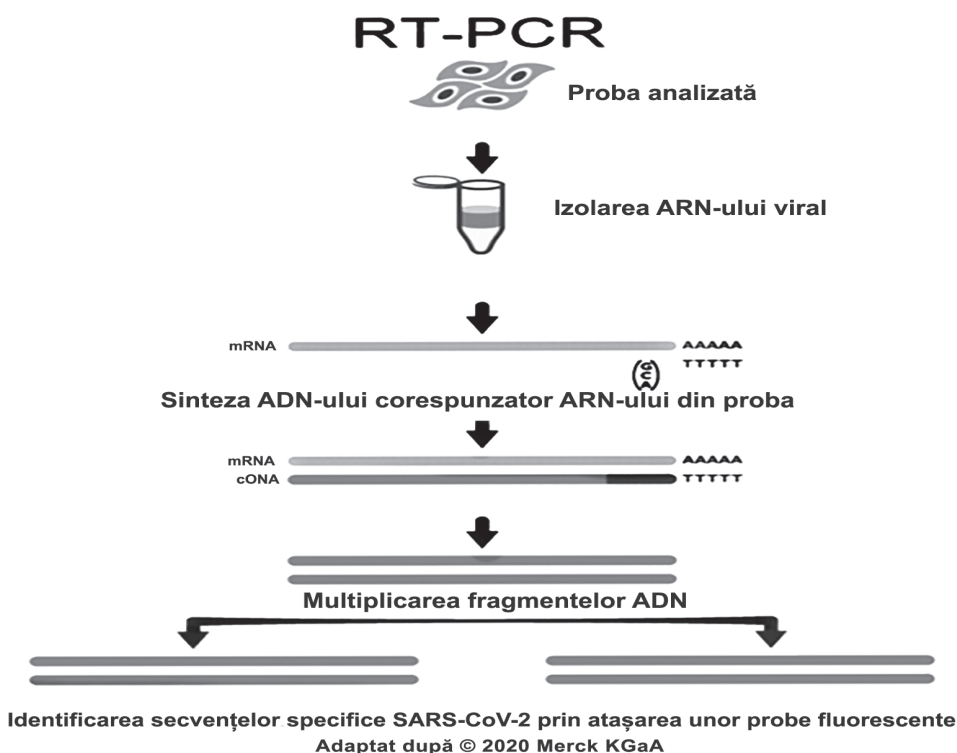 RT-PCR
Proba analizată
Izolarea ARN-ului viral
mRNA AAAAA
TTTTT
Sinteza ADN-ului corespunzator ARN-ului din proba
mRNA AAAAA
cONA TTTTT
Multiplicarea fragmentelor ADN
Identificarea secvențelor specifice SARS-CoV-2 prin atașarea unor probe fluorescente
Adaptat după © 2020 Merck KGaA